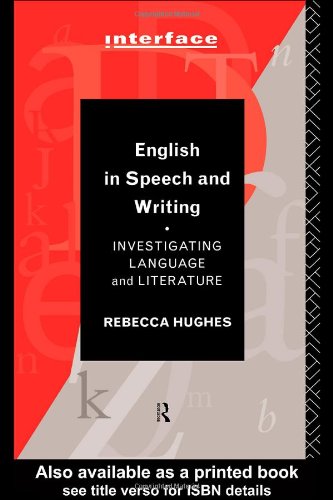 interface
English
in Speech and
Writing
•
INVESTIGATING
LANGUAGE
and LITERATURE
REBECCA HUGHES
R
ROUTLEDGE
Also available as a printed book
see title verso for ISBN details